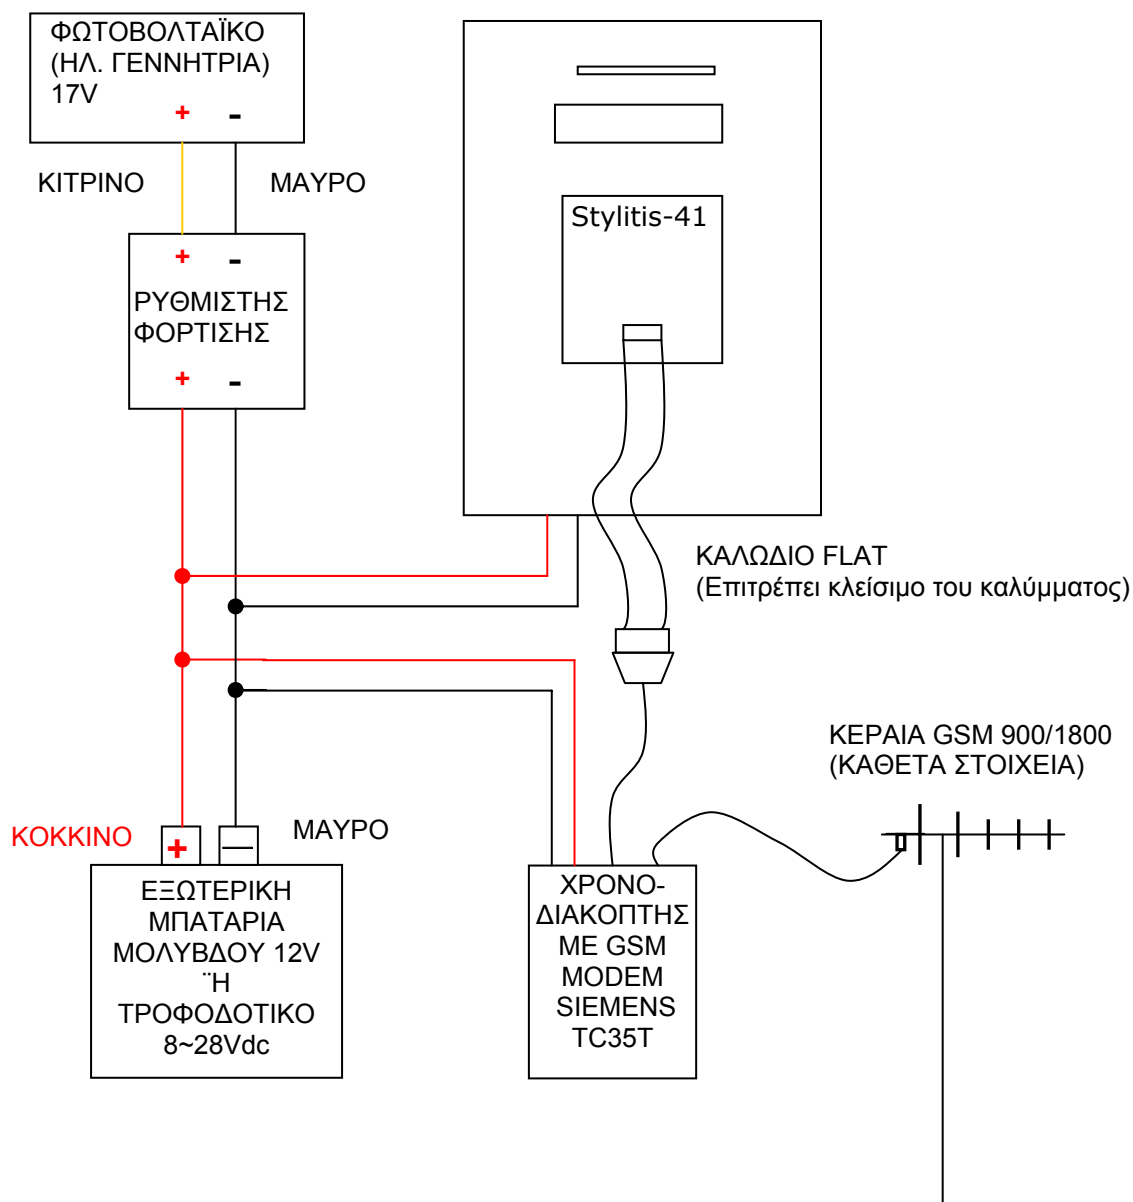 ΦΩΤΟΒΟΛΤΑΪΚΟ
(ΗΛ. ΓΕΝΝΗΤΡΙΑ)
17V
+ -
ΚΙΤΡΙΝΟ
ΜΑΥΡΟ
+ -
ΡΥΘΜΙΣΤΗΣ
ΦΟΡΤΙΣΗΣ
+ -
Stylitis-41
ΚΑΛΩΔΙΟ FLAT
(Επιτρέπει κλείσιμο του καλύμματος)
ΚΕΡΑΙΑ GSM 900/1800
(ΚΑΘΕΤΑ ΣΤΟΙΧΕΙΑ)
ΚΟΚΚΙΝΟ
+ —
ΜΑΥΡΟ
ΕΞΩΤΕΡΙΚΗ
ΜΠΑΤΑΡΙΑ
ΜΟΛΥΒΔΟΥ 12V
¨Η
ΤΡΟΦΟΔΟΤΙΚΟ
8~28Vdc
ΧΡΟΝΟ-
ΔΙΑΚΟΠΤΗΣ
ΜΕ GSM
MODEM
SIEMENS
TC35T